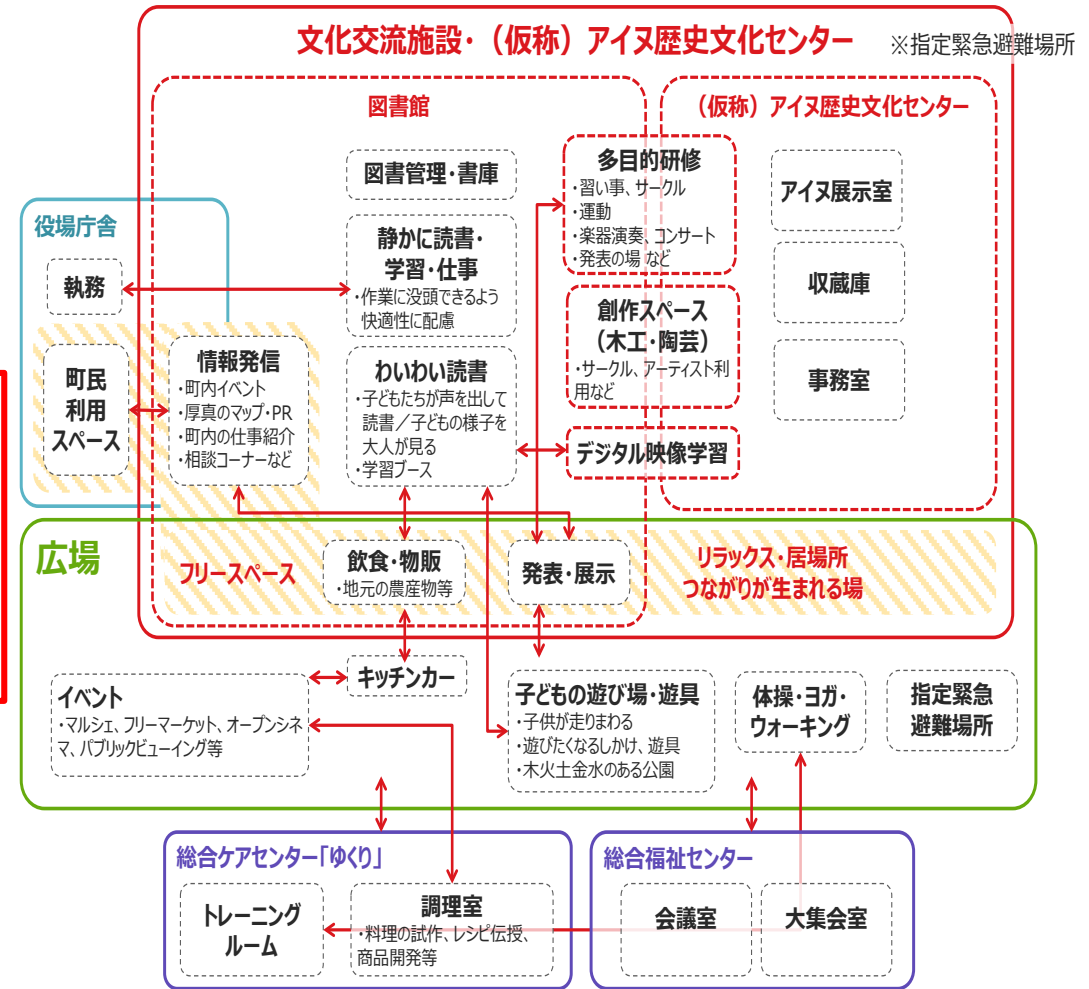 文化交流施設・（仮称）アイヌ歴史文化センター
※指定緊急避難場所
図書館
（仮称）アイヌ歴史文化センター
図書管理・書庫
多目的研修
・習い事、サークル
・運動
・楽器演奏、コンサート
・発表の場 など
アイヌ展示室
役場庁舎
執務
静かに読書・
学習・仕事
・作業に没頭できるよう
快適性に配慮
収蔵庫
創作スペース
（木工・陶芸）
・サークル、アーティスト利
用など
町民
利用
スペース
情報発信
・町内イベント
・厚真のマップ・PR
・町内の仕事紹介
・相談コーナーなど
わいわい読書
・子どもたちが声を出して
読書／子どもの様子を
大人が見る
・学習ブース
事務室
デジタル映像学習
広場
フリースペース
飲食・物販
・地元の農産物等
発表・展示
リラックス・居場所
つながりが生まれる場
キッチンカー
イベント
・マルシェ、フリーマーケット、オープンシネ
マ、パブリックビューイング等
子どもの遊び場・遊具
・子供が走りまわる
・遊びたくなるしかけ、遊具
・木火土金水のある公園
体操・ヨガ・
ウォーキング
指定緊急
避難場所
総合ケアセンター「ゆくり」
トレーニング
ルーム
調理室
・料理の試作、レシピ伝授、
商品開発等
総合福祉センター
会議室
大集会室